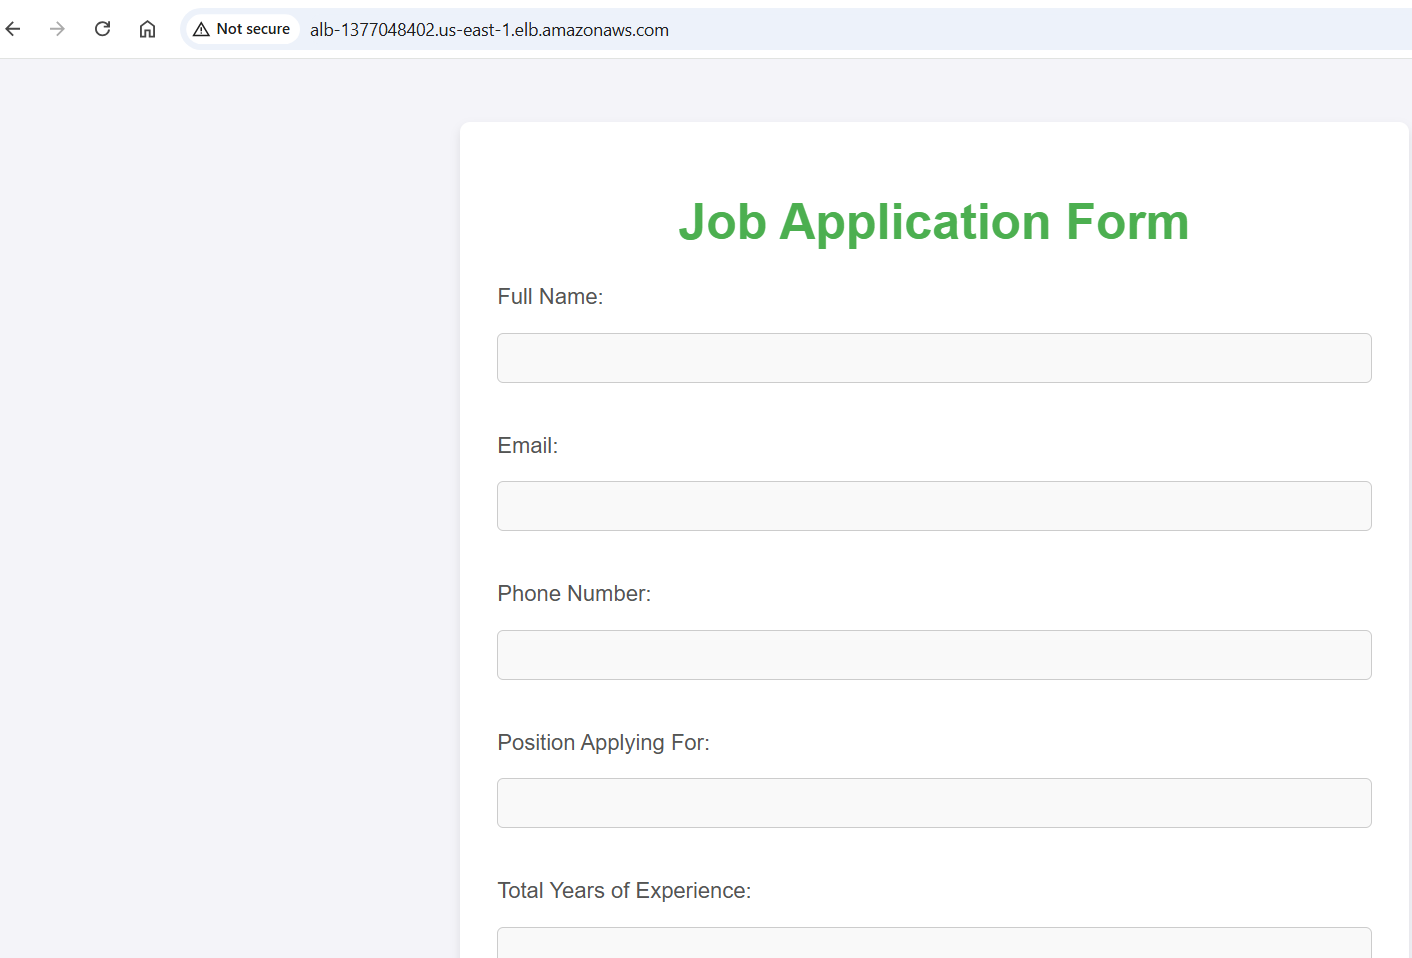 Not secure alb-1377048402.us-east-1.elb.amazonaws.com
Job Application Form
Full Name:
Email:
Phone Number:
Position Applying For:
Total Years of Experience: